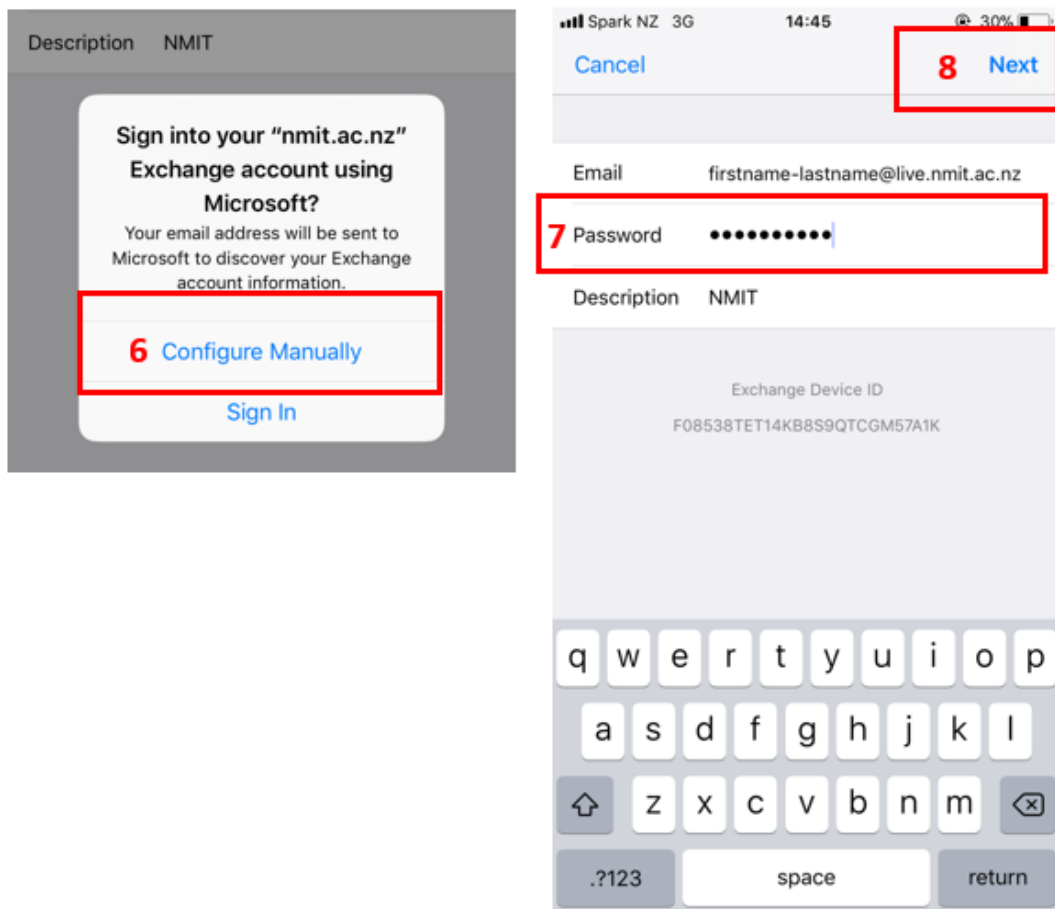 Description NMIT
Sign into your “nmit.ac.nz”
Exchange account using
Microsoft?
Your email address will be sent to
Microsoft to discover your Exchange
account information.
6 Configure Manually
Sign In
Spark NZ 3G 14:45 30%
Cancel 8 Next
Email firstname-lastname@live.nmit.ac.nz
7 Password ••••••••••
Description NMIT
Exchange Device ID
F08538TET14KB8S9QTCGM57A1K
q w e r t y u i o p
a s d f g h j k l
z x c v b n m
.?123 space return